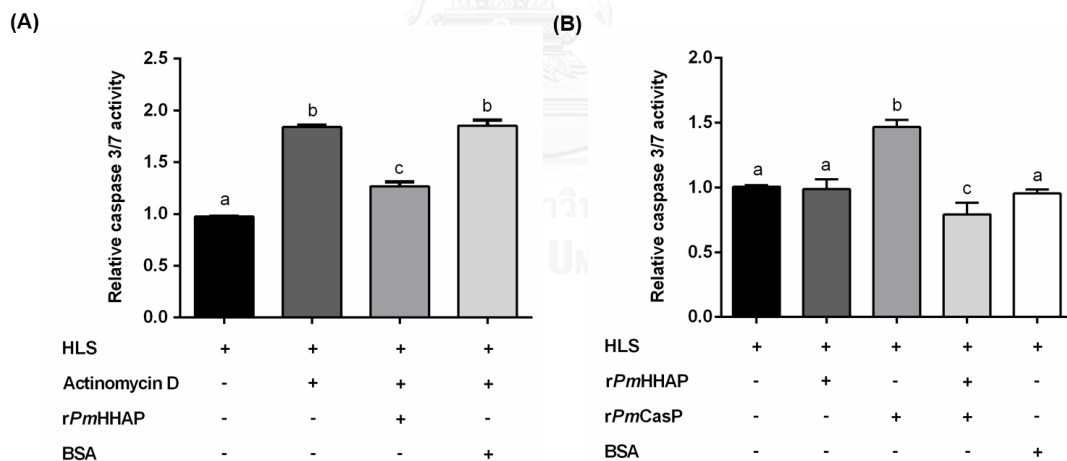 (A)
Relative caspase 3/7 activity
2.5
2.0
1.5
1.0
0.5
0.0
a
b
c
b
HLS + + + +
Actinomycin D - + + +
rPmHHAP - - + -
BSA - - - +
(B)
Relative caspase 3/7 activity
2.0
1.5
1.0
0.5
0.0
a
a
b
c
a
HLS + + + + +
rPmHHAP - + - + -
rPmCasP - - + + -
BSA - - - - +